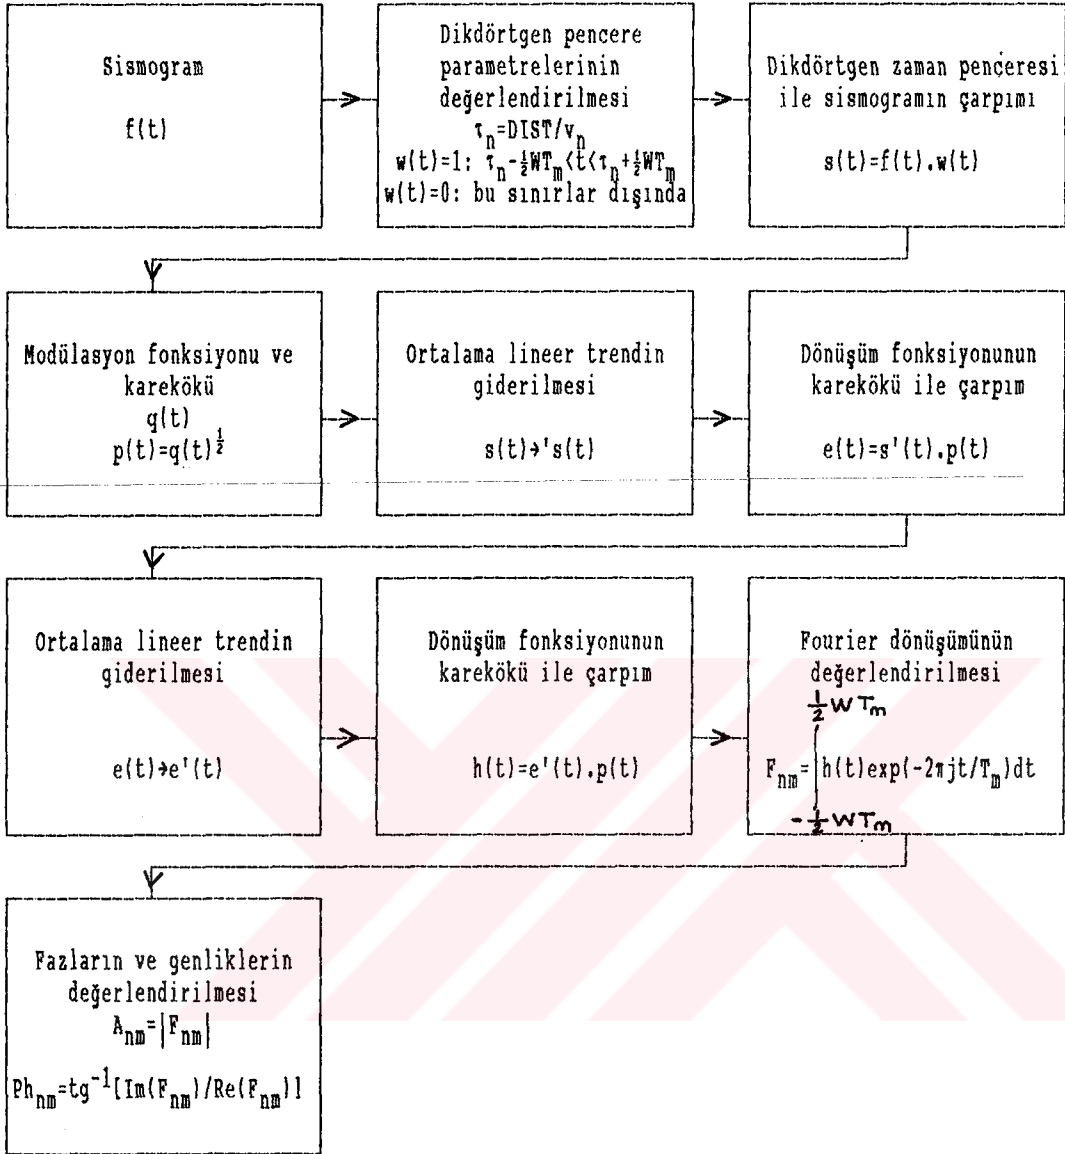 Sismogram
f(t)
Dikdörtgen pencere
parametrelerinin
değerlendirilmesi
τn=DIST/vn
w(t)=1: τn-½WTm<t<τn+½WTm
w(t)=0: bu sınırlar dışında
Dikdörtgen zaman penceresi
ile sismogramın çarpımı
s(t)=f(t).w(t)
Modülasyon fonksiyonu ve
karekökü
q(t)
p(t)=q(t)^½
Ortalama lineer trendin
giderilmesi
s(t)→'s(t)
Dönüşüm fonksiyonunun
karekökü ile çarpım
e(t)=s'(t).p(t)
Ortalama lineer trendin
giderilmesi
e(t)→e'(t)
Dönüşüm fonksiyonunun
karekökü ile çarpım
h(t)=e'(t).p(t)
Fourier dönüşümünün
değerlendirilmesi
½WTm
Fnm=∫h(t)exp(-2πjt/Tm)dt
-½WTm
Fazların ve genliklerin
değerlendirilmesi
Anm=|Fnm|
Phnm=tg⁻¹[Im(Fnm)/Re(Fnm)]